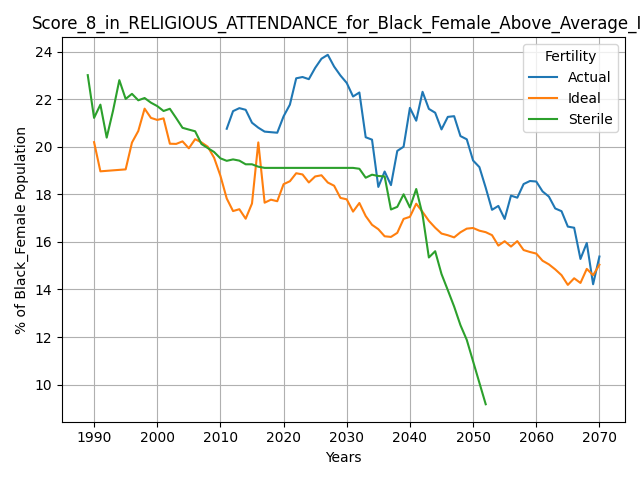 Score_8_in_RELIGIOUS_ATTENDANCE_for_Black_Female_Above_Average_I
Fertility
Actual
Ideal
Sterile
% of Black_Female Population
24
22
20
18
16
14
12
10
1990 2000 2010 2020 2030 2040 2050 2060 2070
Years